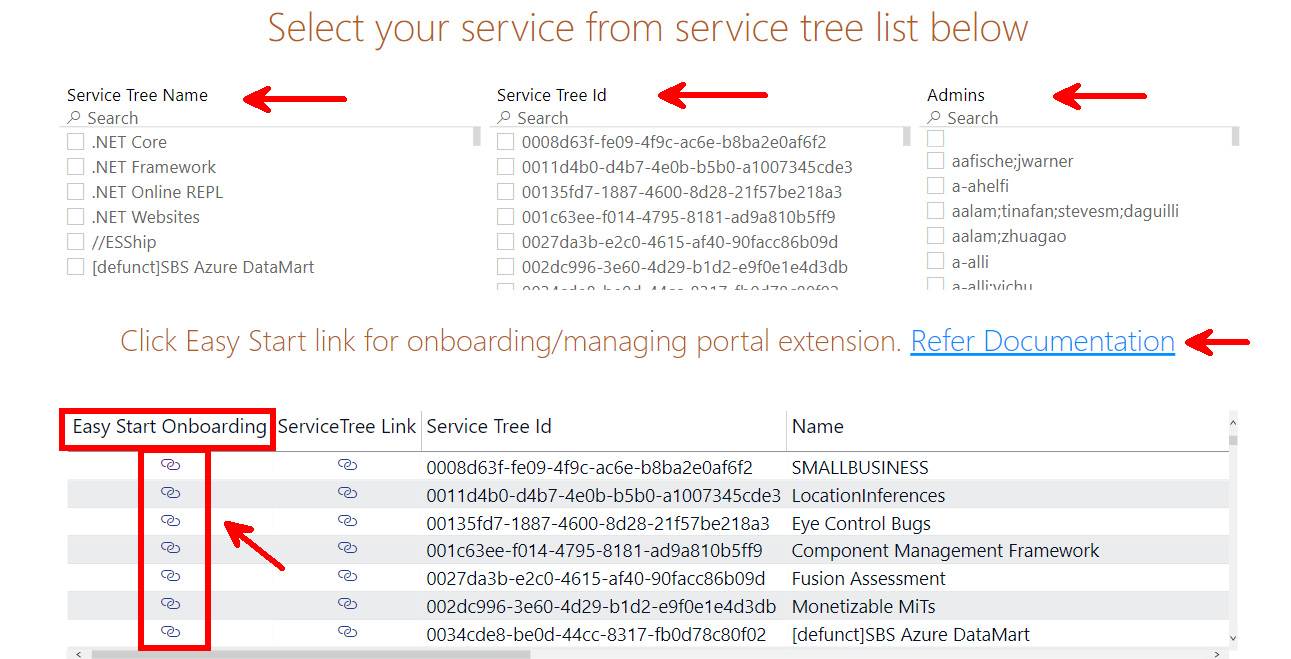 Select your service from service tree list below
Service Tree Name
Search
.NET Core
.NET Framework
.NET Online REPL
.NET Websites
//ESShip
[defunct]SBS Azure DataMart
Service Tree Id
Search
0008d63f-fe09-4f9c-ac6e-b8ba2e0af6f2
0011d4b0-d4b7-4e0b-b5b0-a1007345cde3
00135fd7-1887-4600-8d28-21f57be218a3
001c63ee-f014-4795-8181-ad9a810b5ff9
0027da3b-e2c0-4615-af40-90facc86b09d
002dc996-3e60-4d29-b1d2-e9f0e1e4d3db
0034cde8-be0d-44cc-8317-fb0d78c80f02
Admins
Search
aafische;jwarner
a-ahelfi
aalam;tinafan;stevesm;daguilli
aalam;zhuagao
a-alli
a-alli;vichu
Click Easy Start link for onboarding/managing portal extension. Refer Documentation
Easy Start Onboarding ServiceTree Link Service Tree Id Name
0008d63f-fe09-4f9c-ac6e-b8ba2e0af6f2 SMALLBUSINESS
0011d4b0-d4b7-4e0b-b5b0-a1007345cde3 LocationInferences
00135fd7-1887-4600-8d28-21f57be218a3 Eye Control Bugs
001c63ee-f014-4795-8181-ad9a810b5ff9 Component Management Framework
0027da3b-e2c0-4615-af40-90facc86b09d Fusion Assessment
002dc996-3e60-4d29-b1d2-e9f0e1e4d3db Monetizable MiTs
0034cde8-be0d-44cc-8317-fb0d78c80f02 [defunct]SBS Azure DataMart